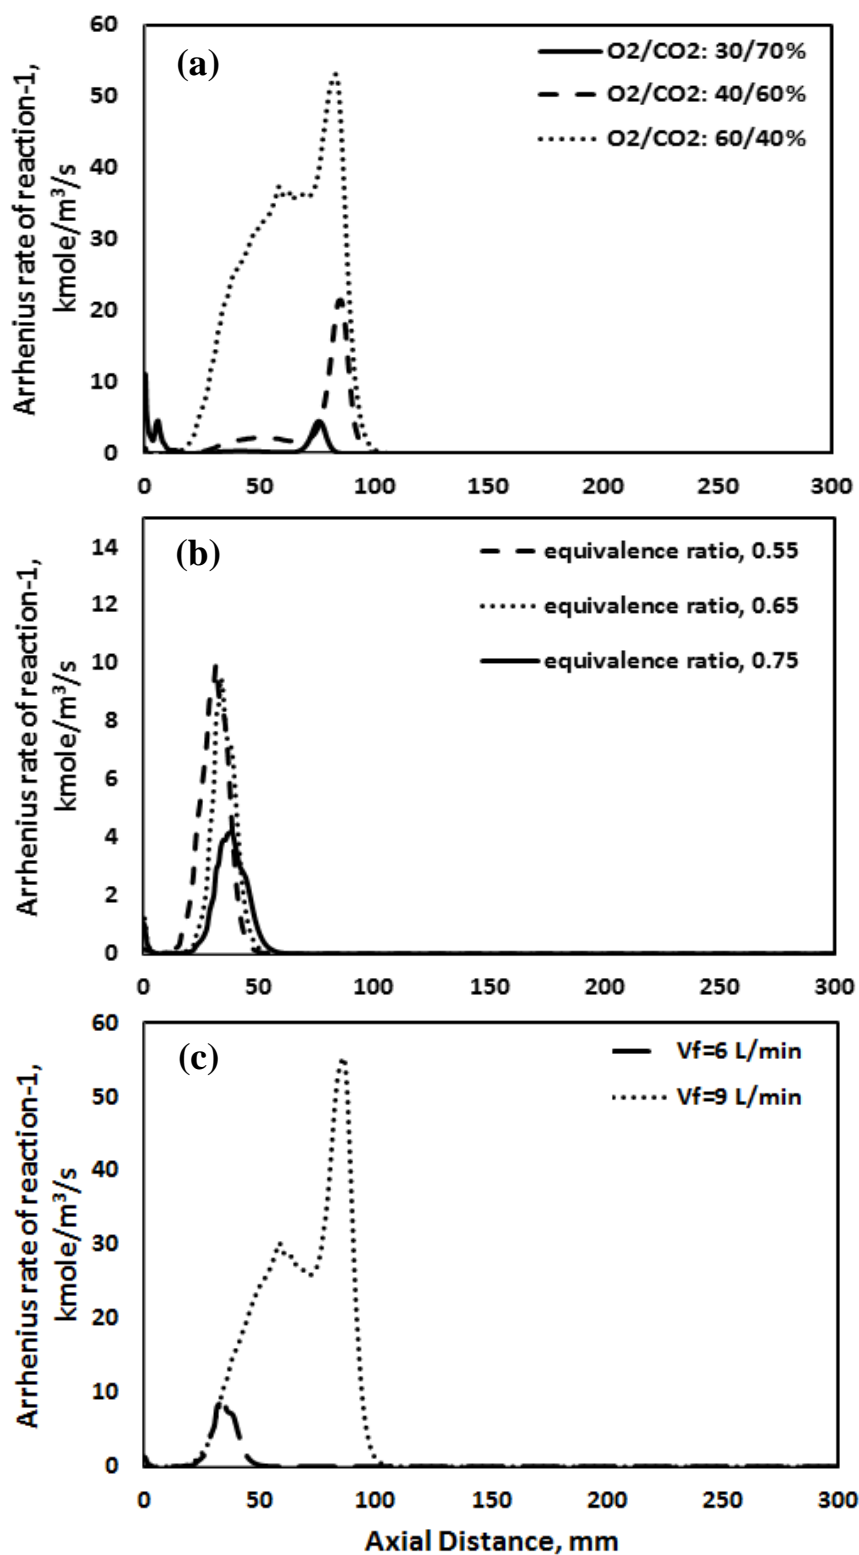 (a)
O2/CO2: 30/70%
O2/CO2: 40/60%
O2/CO2: 60/40%
Arrhenius rate of reaction-1,
kmole/m³/s
60
50
40
30
20
10
0
0 50 100 150 200 250 300
(b)
equivalence ratio, 0.55
equivalence ratio, 0.65
equivalence ratio, 0.75
Arrhenius rate of reaction-1,
kmole/m³/s
14
12
10
8
6
4
2
0
0 50 100 150 200 250 300
(c)
Vf=6 L/min
Vf=9 L/min
Arrhenius rate of reaction-1,
kmole/m³/s
60
50
40
30
20
10
0
0 50 100 150 200 250 300
Axial Distance, mm